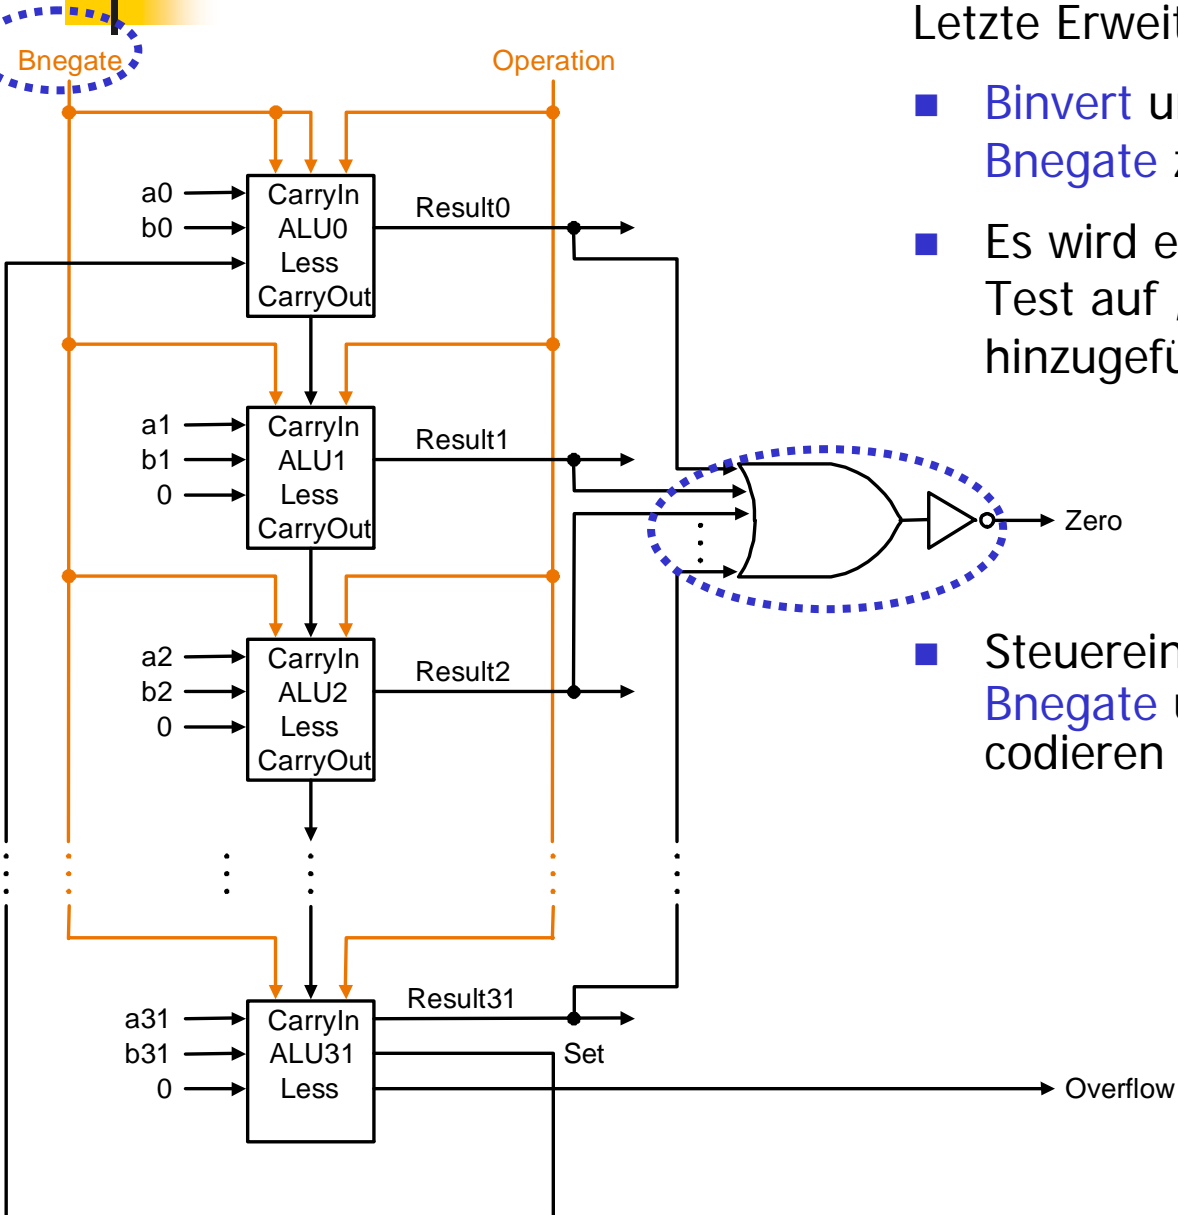 Letzte Erweit
Bnegate
Operation
Binvert
Bnegate
Es wird
Test auf
hinzugefü
a0
b0
CarryIn
ALU0
Less
CarryOut
Result0
a1
b1
0
CarryIn
ALU1
Less
CarryOut
Result1
Zero
a2
b2
0
CarryIn
ALU2
Less
CarryOut
Result2
Steuerein
Bnegate
codieren
a31
b31
0
CarryIn
ALU31
Less
Result31
Set
Overflow